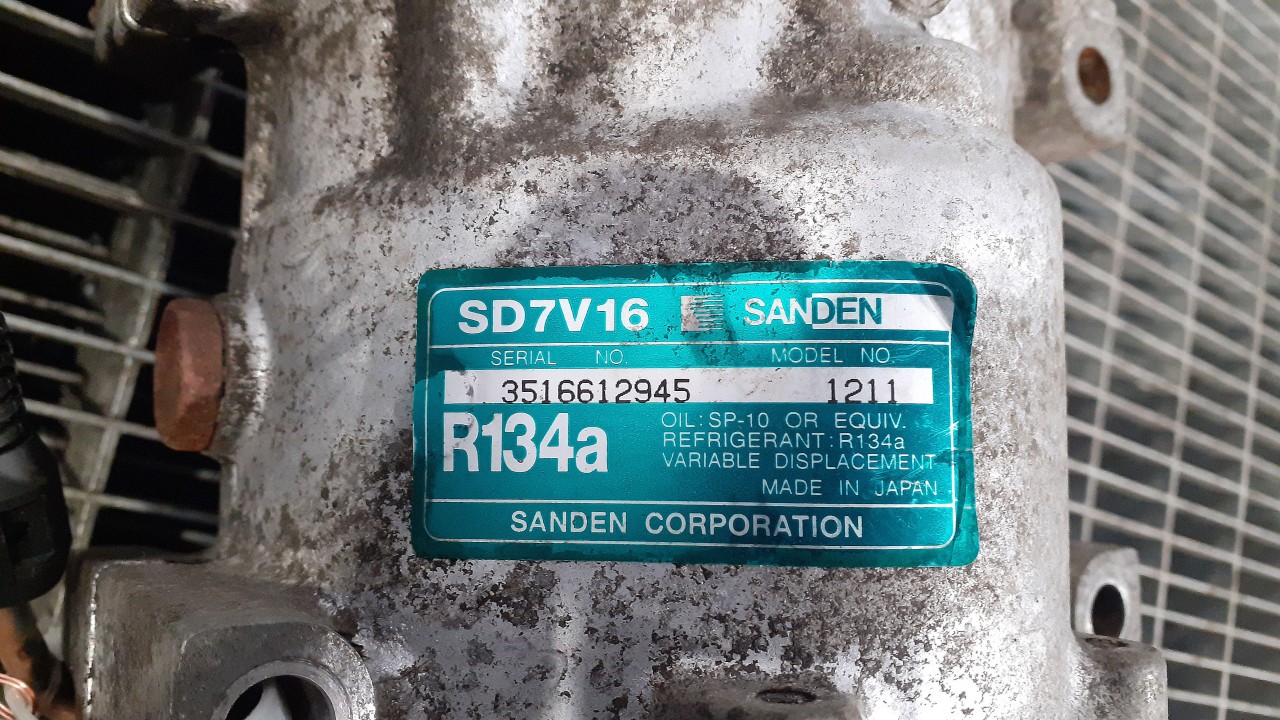 SD7V16 SANDEN
SERIAL NO. MODEL NO.
3516612945 1211
R134a
OIL: SP-10 OR EQUIV.
REFRIGERANT: R134a
VARIABLE DISPLACEMENT
MADE IN JAPAN
SANDEN CORPORATION